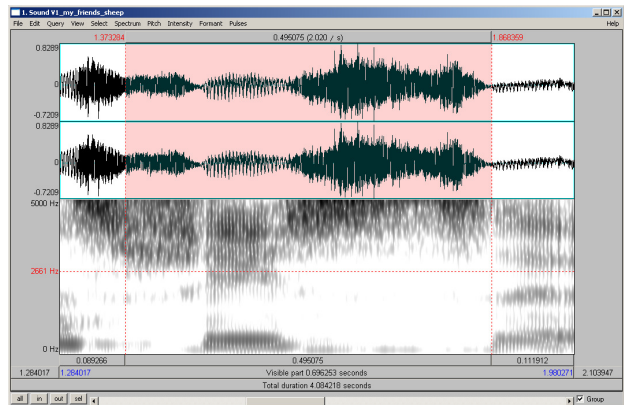 1. Sound V1_my_friends_sheep
File Edit Query View Select Spectrum Pitch Intensity Formant Pulses Help
1.373284 0.495075 (2.020 / s) 1.868359
0.8289
0
-0.7209
0.8289
0
-0.7209
5000 Hz
2661 Hz
0 Hz
0.089266 0.495075 0.111912
1.284017 1.284017 Visible part 0.696253 seconds 1.980271 2.103947
Total duration 4.084218 seconds
all in out sel Group